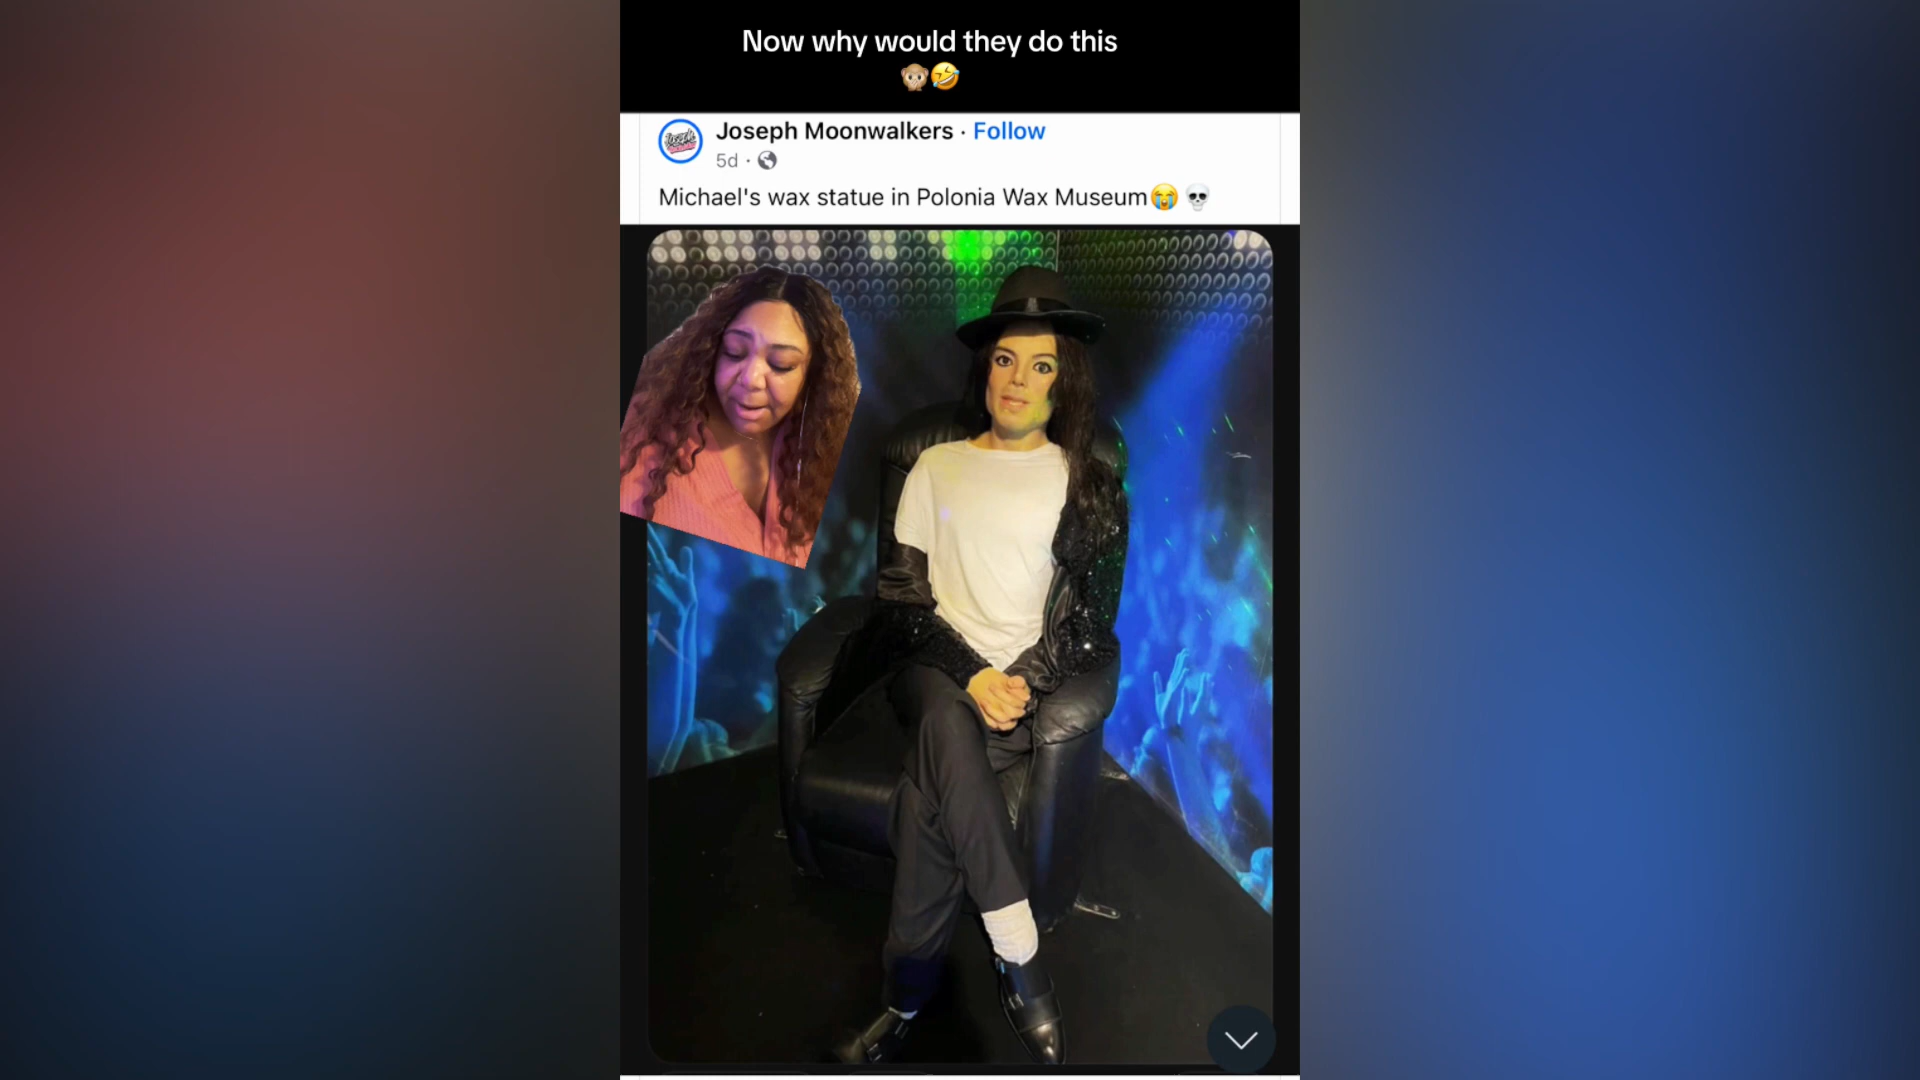 Now why would they do this
🙊🤣
Joseph Moonwalkers · Follow
5d ·
Michael's wax statue in Polonia Wax Museum😭 💀